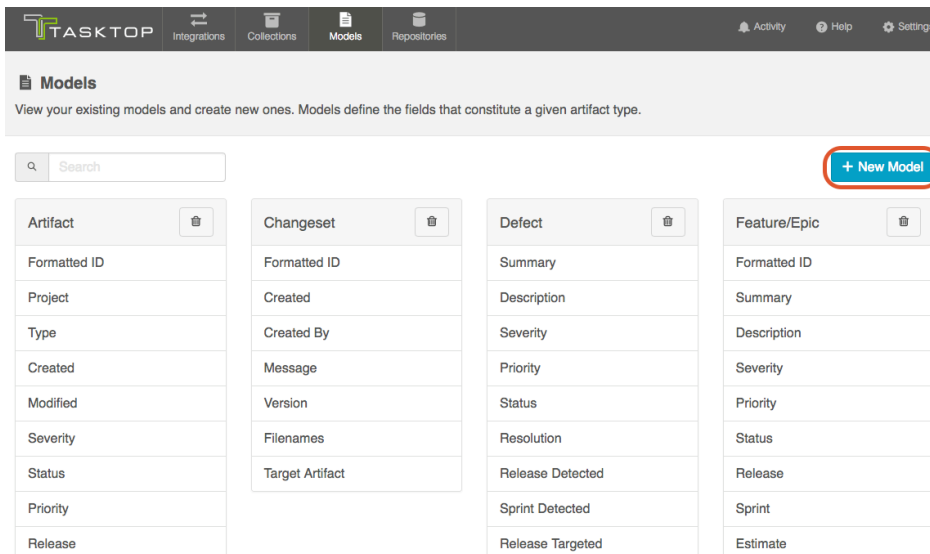 TASKTOP
Integrations
Collections
Models
Repositories
Activity
Help
Setting
Models
View your existing models and create new ones. Models define the fields that constitute a given artifact type.
Search
+ New Model
Artifact
Formatted ID
Project
Type
Created
Modified
Severity
Status
Priority
Release
Changeset
Formatted ID
Created
Created By
Message
Version
Filenames
Target Artifact
Defect
Summary
Description
Severity
Priority
Status
Resolution
Release Detected
Sprint Detected
Release Targeted
Feature/Epic
Formatted ID
Summary
Description
Severity
Priority
Status
Release
Sprint
Estimate